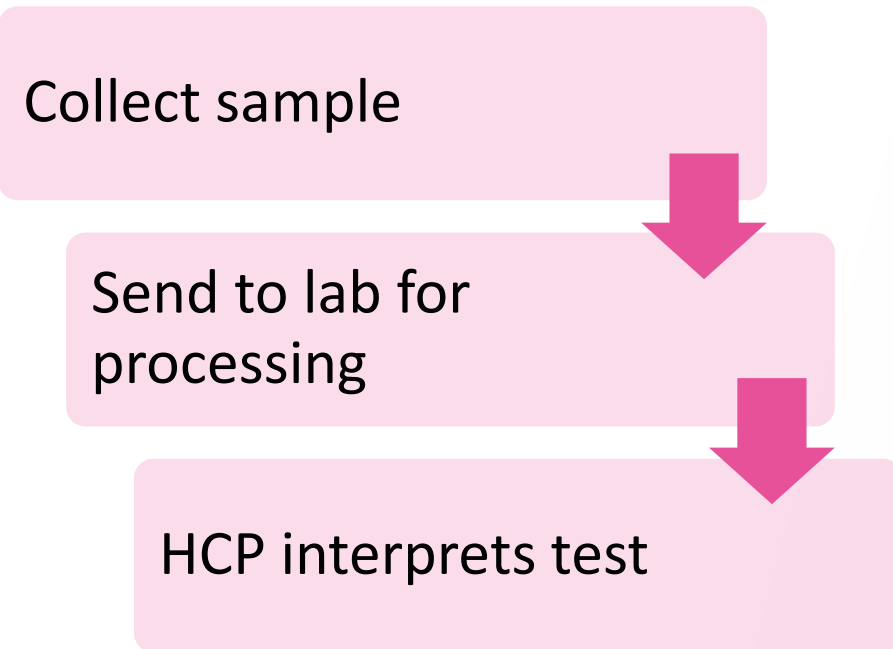 Collect sample
Send to lab for
processing
HCP interprets test